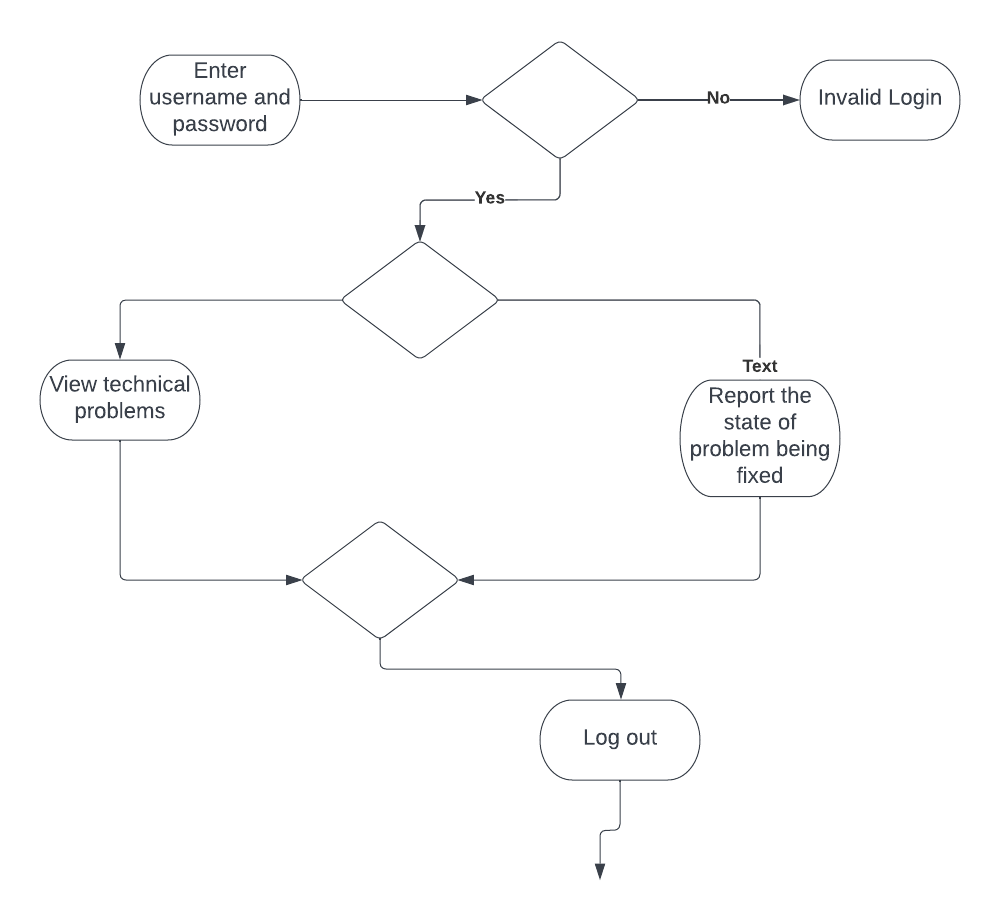 Enter
username and
password
No
Invalid Login
Yes
View technical
problems
Text
Report the
state of
problem being
fixed
Log out